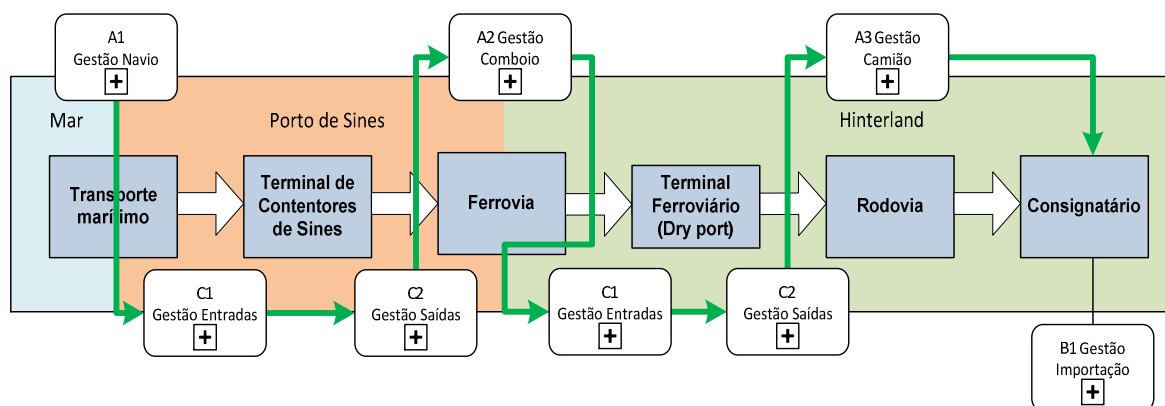 A1
Gestão Navio
A2 Gestão
Comboio
A3 Gestão
Camião
Mar
Porto de Sines
Hinterland
Transporte
marítimo
Terminal de
Contentores
de Sines
Ferrovia
Terminal
Ferroviário
(Dry port)
Rodovia
Consignatário
C1
Gestão Entradas
C2
Gestão Saídas
C1
Gestão Entradas
C2
Gestão Saídas
B1 Gestão
Importação